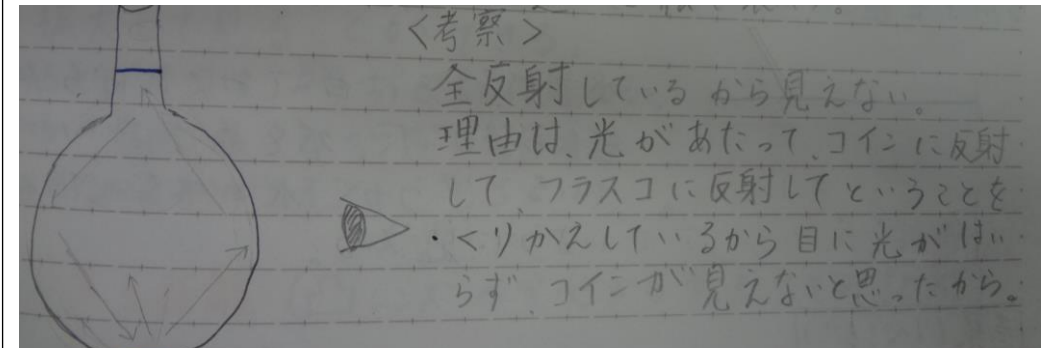 <考察>
全反射しているから見えない。
理由は、光があたって、コインに反射
して、フラスコに反射してということを
・くりかえしているから目に光がはい
らず、コインが見えないと思ったから。